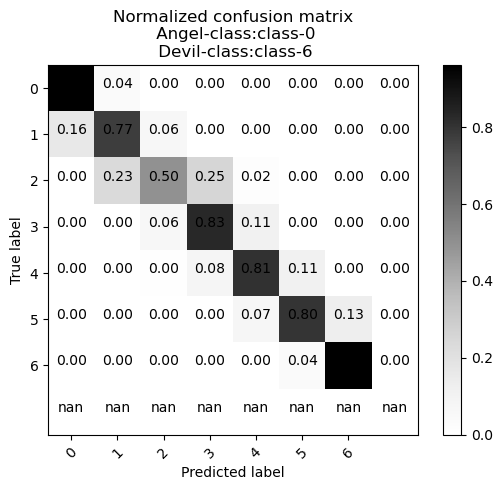 Normalized confusion matrix
Angel-class:class-0
Devil-class:class-6
0 0.04 0.00 0.00 0.00 0.00 0.00 0.00
1 0.16 0.77 0.06 0.00 0.00 0.00 0.00 0.00
2 0.00 0.23 0.50 0.25 0.02 0.00 0.00 0.00
3 0.00 0.00 0.06 0.83 0.11 0.00 0.00 0.00
4 0.00 0.00 0.00 0.08 0.81 0.11 0.00 0.00
5 0.00 0.00 0.00 0.00 0.07 0.80 0.13 0.00
6 0.00 0.00 0.00 0.00 0.00 0.04 0.00
nan nan nan nan nan nan nan nan
0 1 2 3 4 5 6
Predicted label
True label
0.8
0.6
0.4
0.2
0.0